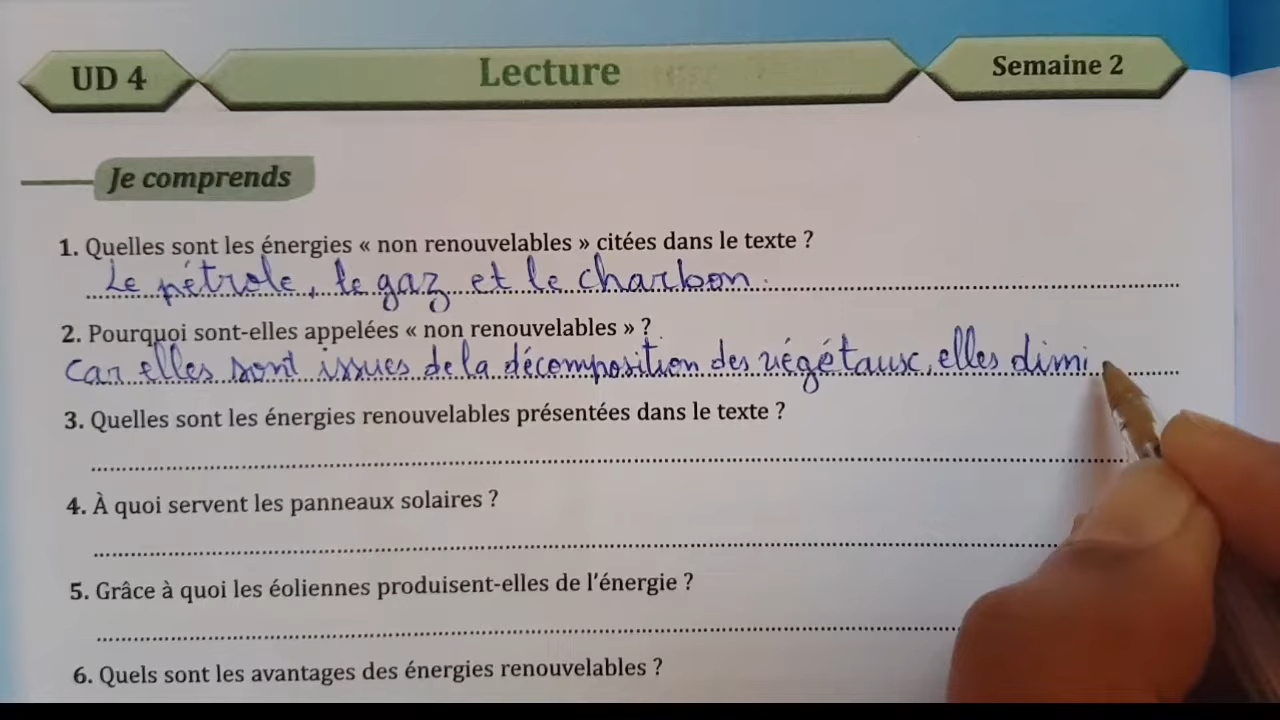 UD 4
Lecture
Semaine 2
Je comprends
1. Quelles sont les énergies « non renouvelables » citées dans le texte ?
Le pétrole, le gaz et le charbon.
2. Pourquoi sont-elles appelées « non renouvelables » ?
Car elles sont issues de la décomposition des végétaux, elles dimi
3. Quelles sont les énergies renouvelables présentées dans le texte ?
4. À quoi servent les panneaux solaires ?
5. Grâce à quoi les éoliennes produisent-elles de l'énergie ?
6. Quels sont les avantages des énergies renouvelables ?